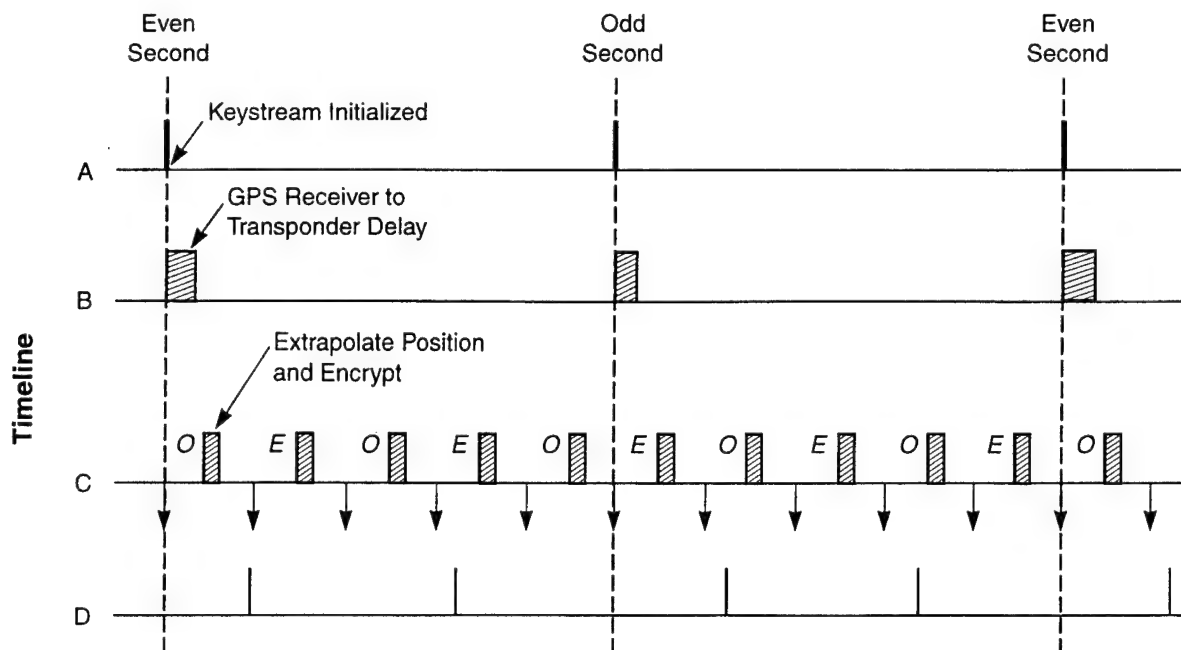 Even
Second
Odd
Second
Even
Second
Keystream Initialized
A
GPS Receiver to
Transponder Delay
B
Timeline
Extrapolate Position
and Encrypt
O E O E O E O E O E O
C
D